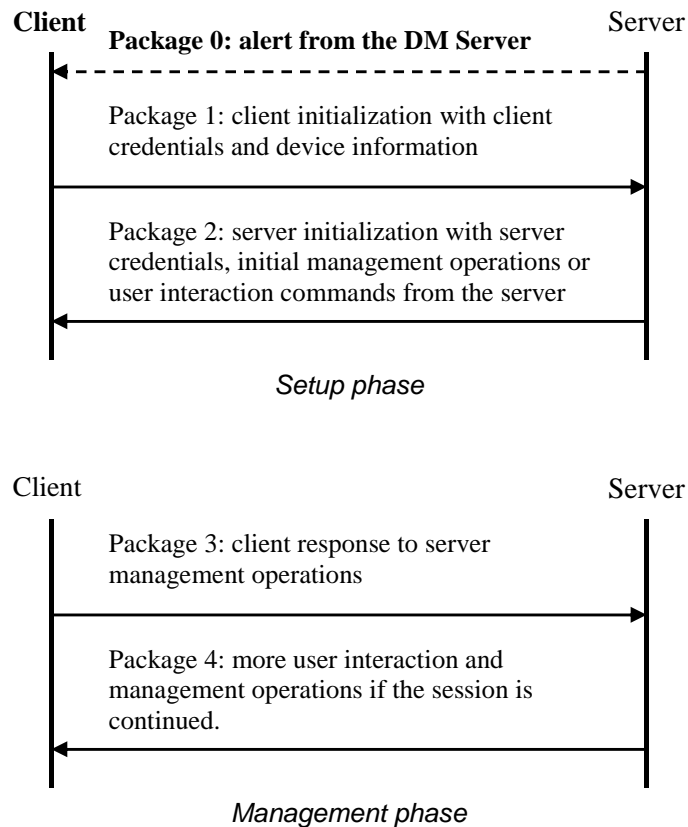 Client
Server
Package 0: alert from the DM Server
Package 1: client initialization with client
credentials and device information
Package 2: server initialization with server
credentials, initial management operations or
user interaction commands from the server
Setup phase
Client
Server
Package 3: client response to server
management operations
Package 4: more user interaction and
management operations if the session is
continued.
Management phase